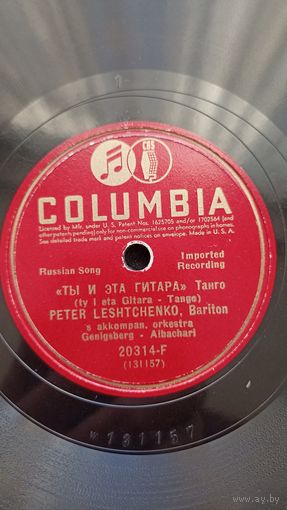 CBS
COLUMBIA
Licensed by Mfr. under U. S. Patent Nos. 1625705 and/or 1702564 (and
other patents pending) only for non-commercial use on phonographs in homes.
See detailed trade mark and patent notices on envelope. Made in U. S. A.
Russian Song
Imported
Recording
«ТЫ И ЭТА ГИТАРА» Танго
(ty i eta Gitara - Tango)
PETER LESHTCHENKO, Bariton
s akkompan. orkestra
Genigsberg - Albachari
20314-F
(131157)
131157
www.ay.by